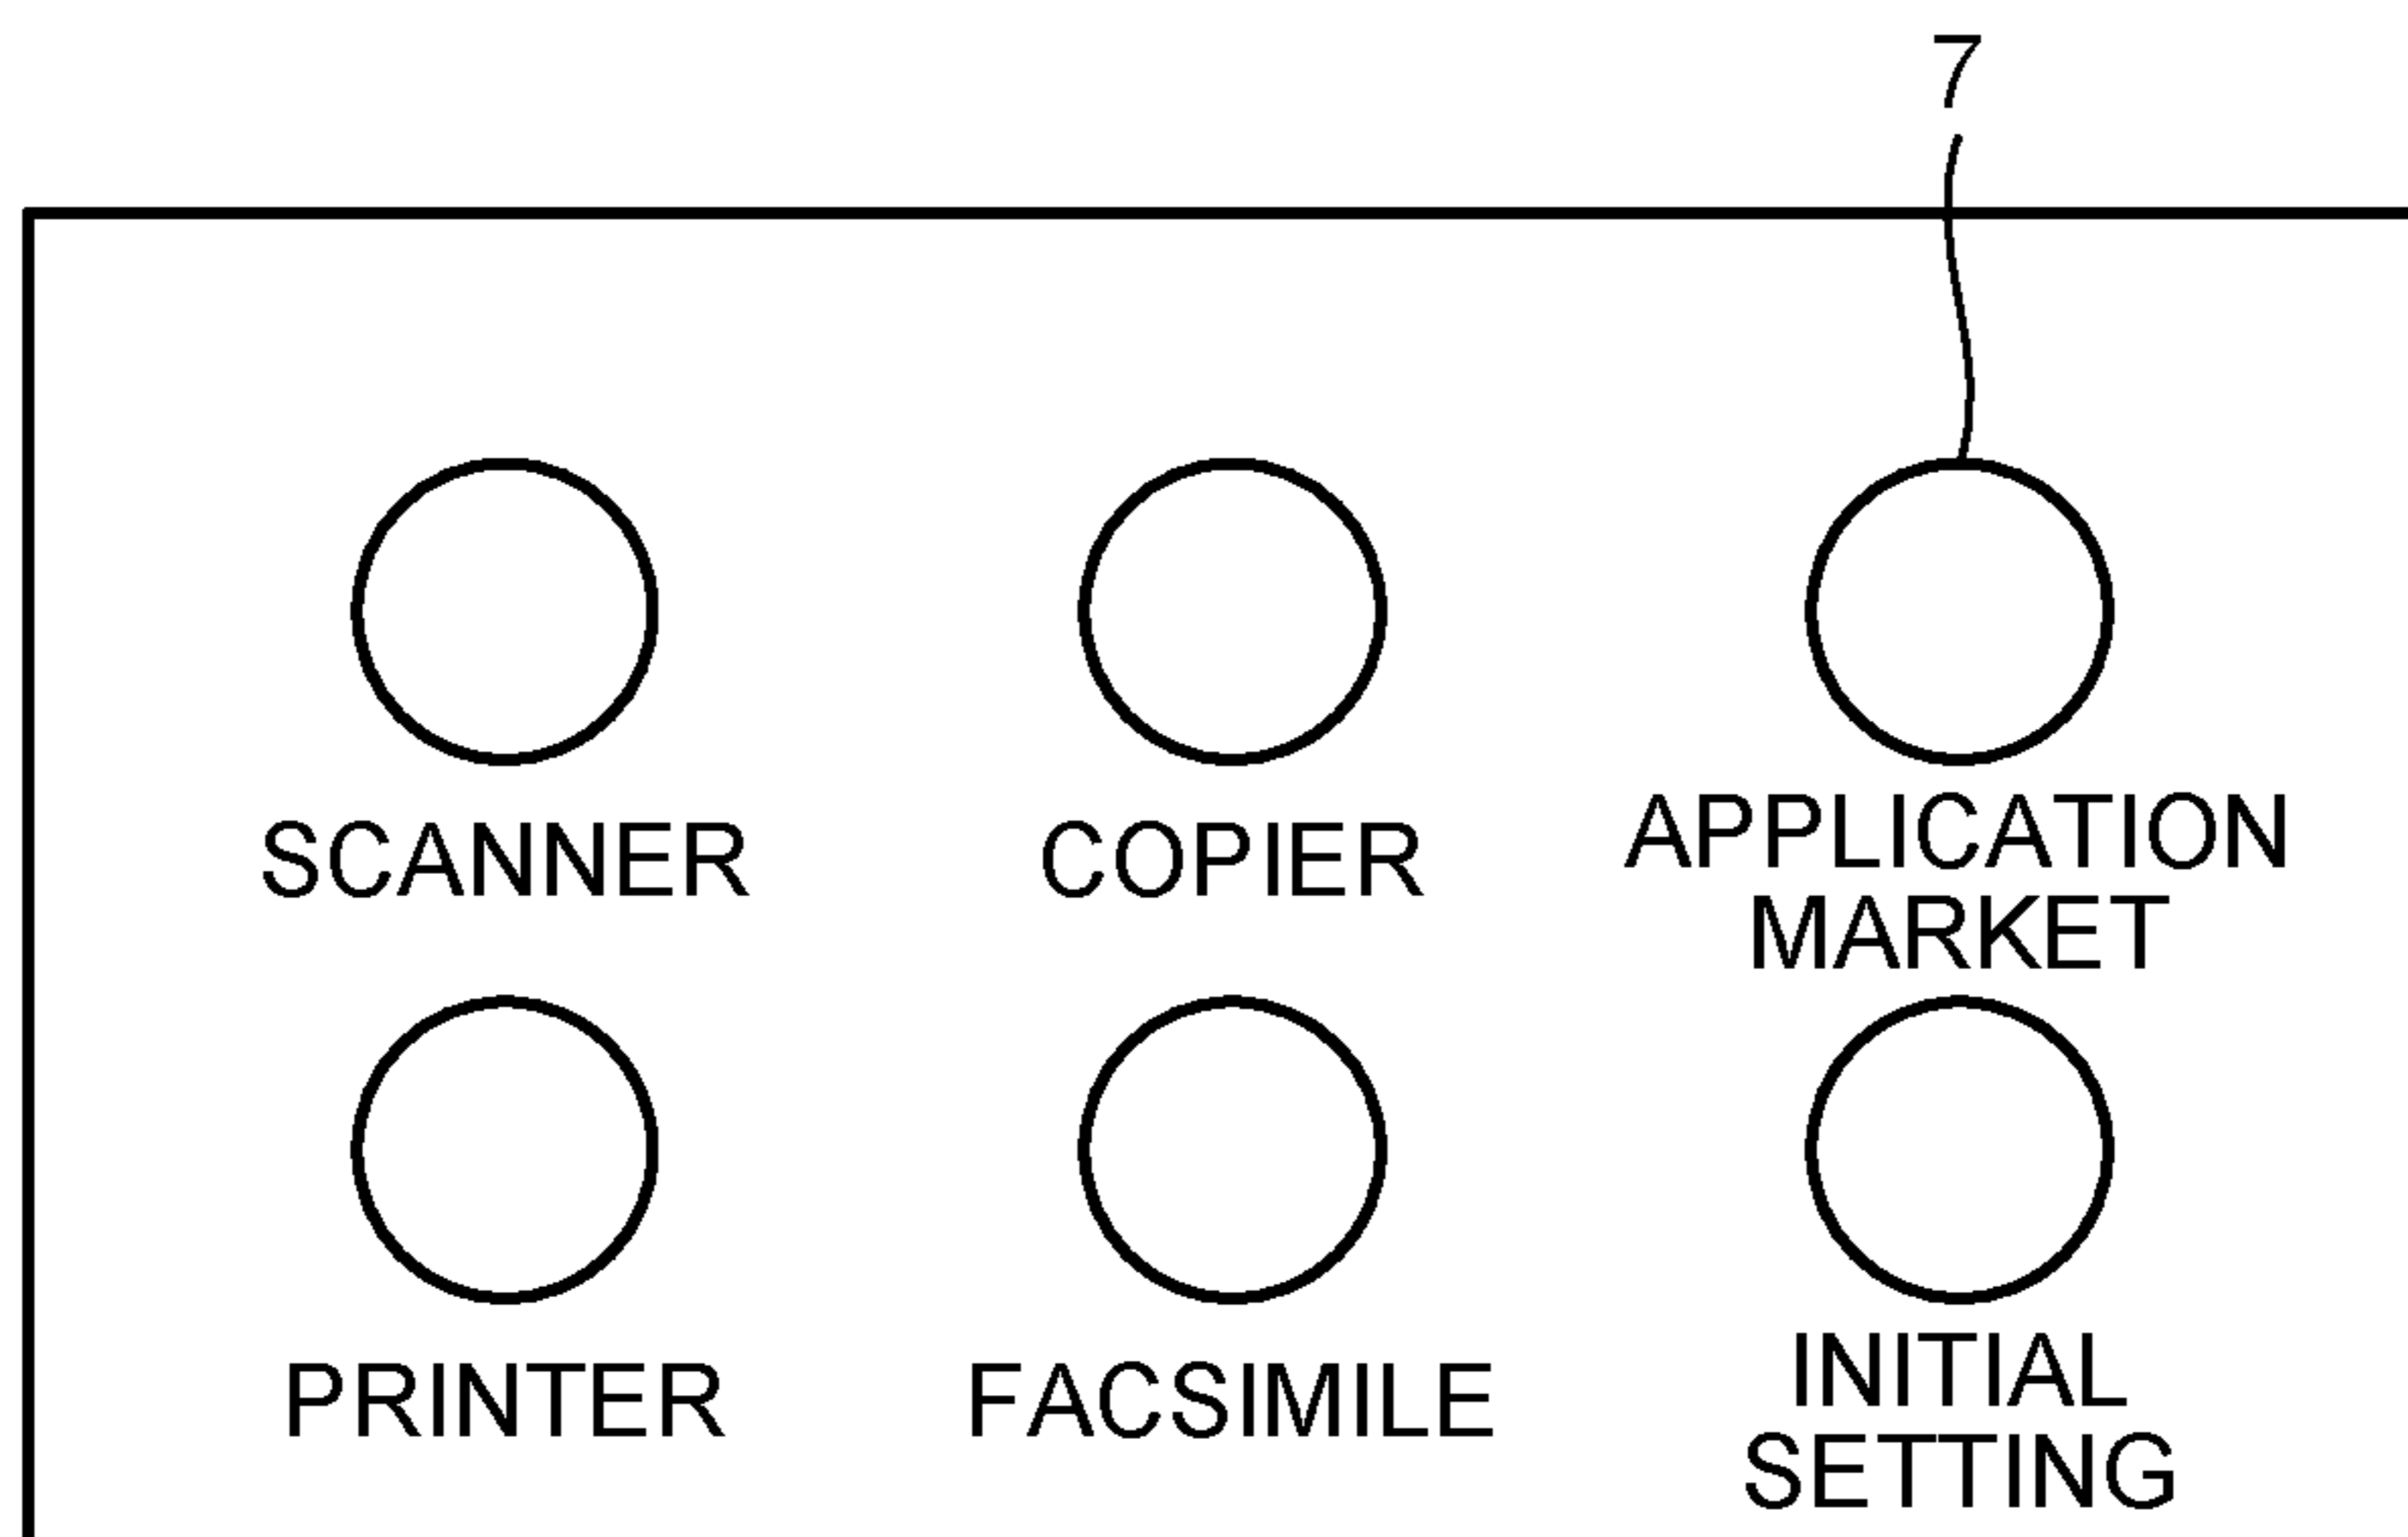 7
SCANNER
COPIER
APPLICATION
MARKET
PRINTER
FACSIMILE
INITIAL
SETTING